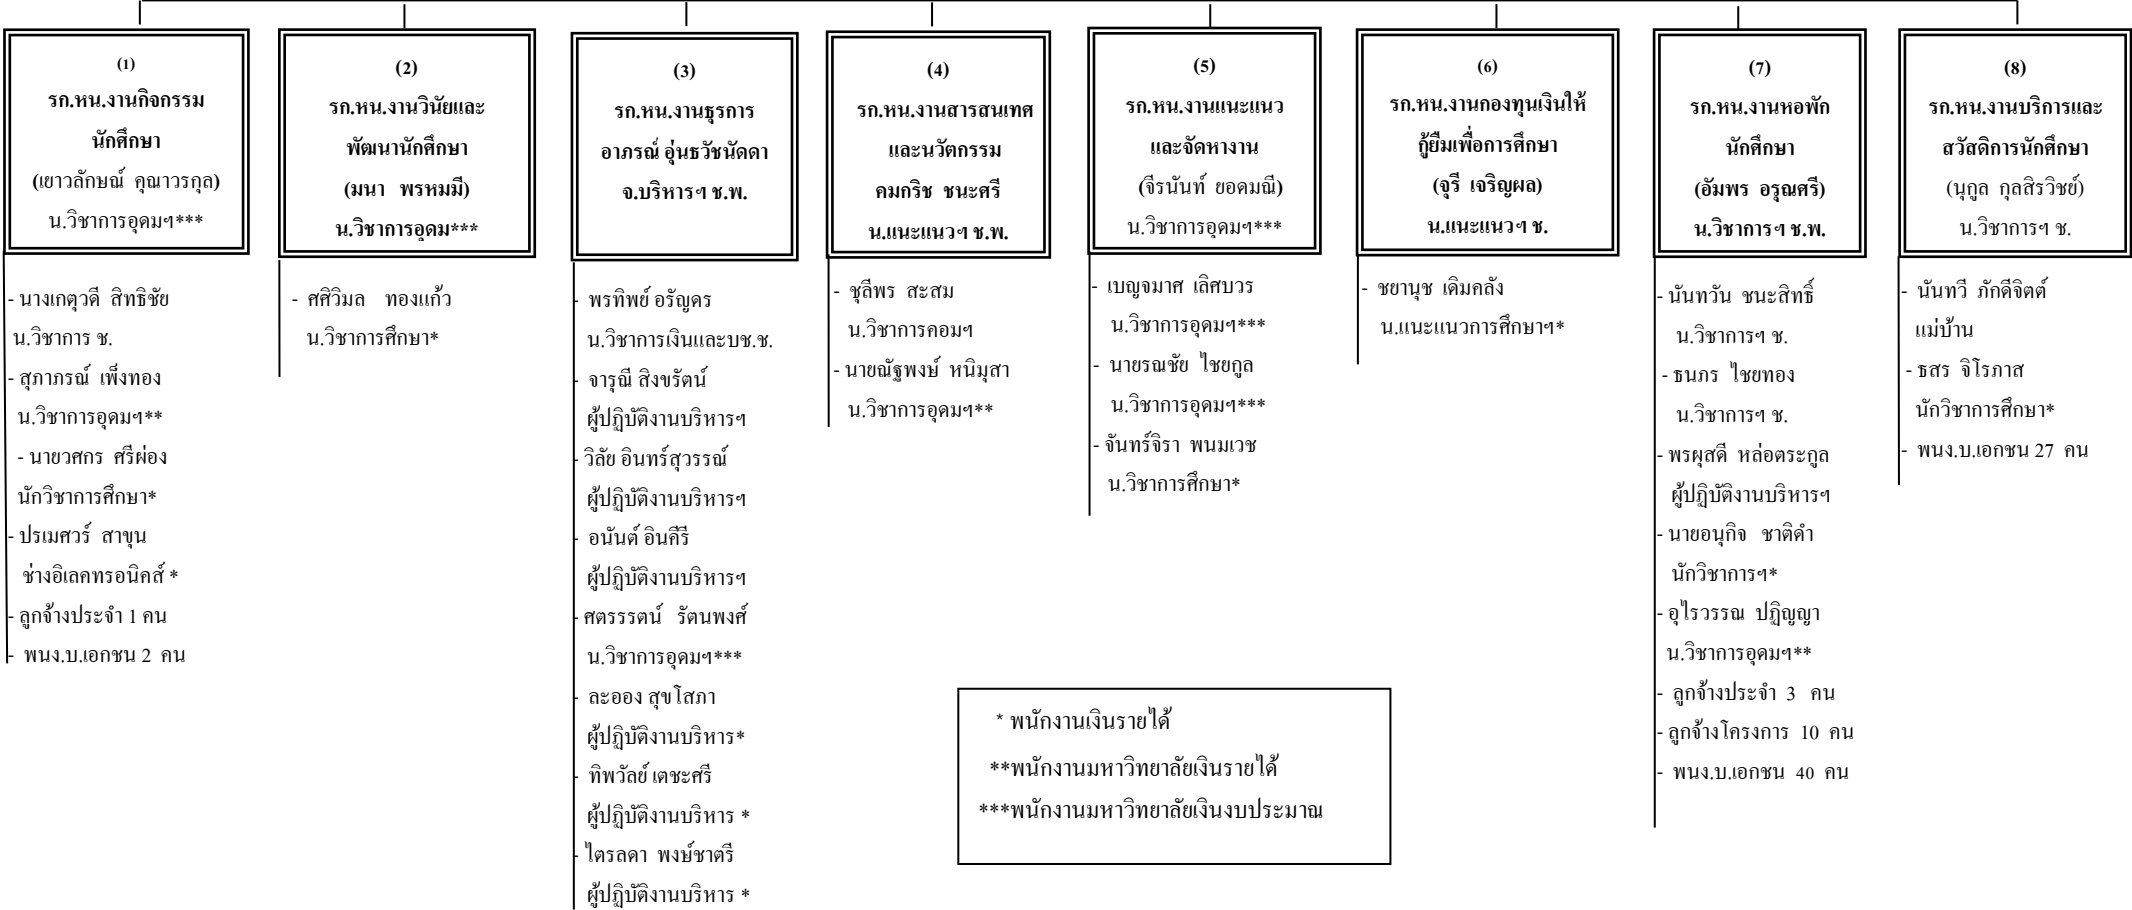 (1)
รก.หน.งานกิจกรรม
นักศึกษา
(เยาวลักษณ์ คุณาวรกุล)
น.วิชาการอุดมฯ***
- นางเกตุวดี สิทธิชัย
น.วิชาการ ช.
- สุภาภรณ์ เพ็งทอง
น.วิชาการอุดมฯ**
- นายวศกร ศรีผ่อง
นักวิชาการศึกษา*
- ปรเมศวร์ สาขุน
ช่างอิเลคทรอนิคส์ *
- ลูกจ้างประจำ 1 คน
- พนง.บ.เอกชน 2 คน
(2)
รก.หน.งานวินัยและ
พัฒนานักศึกษา
(มนา พรหมมี)
น.วิชาการอุดม***
- ศศิวิมล ทองแก้ว
น.วิชาการศึกษา*
(3)
รก.หน.งานธุรการ
อาภรณ์ อุ่นธวัชนัดดา
จ.บริหารฯ ช.พ.
- พรทิพย์ อรัญดร
น.วิชาการเงินและบช.ช.
- จารุณี สิงขรัตน์
ผู้ปฏิบัติงานบริหารฯ
- วิลัย อินทร์สุวรรณ์
ผู้ปฏิบัติงานบริหารฯ
- อนันต์ อินคีรี
ผู้ปฏิบัติงานบริหารฯ
- ศตรรรตน์ รัตนพงศ์
น.วิชาการอุดมฯ***
- ละออง สุขโสภา
ผู้ปฏิบัติงานบริหาร*
- ทิพวัลย์ เตชะศรี
ผู้ปฏิบัติงานบริหาร *
- ไตรลดา พงษ์ชาตรี
ผู้ปฏิบัติงานบริหาร *
(4)
รก.หน.งานสารสนเทศ
และนวัตกรรม
คมกริช ชนะศรี
น.แนะแนวฯ ช.พ.
- ชุลีพร สะสม
น.วิชาการคอมฯ
- นายณัฐพงษ์ หนิมุสา
น.วิชาการอุดมฯ**
(5)
รก.หน.งานแนะแนว
และจัดหางาน
(จีรนันท์ ยอดมณี)
น.วิชาการอุดมฯ***
- เบญจมาศ เลิศบวร
น.วิชาการอุดมฯ***
- นายรณชัย ไชยกูล
น.วิชาการอุดมฯ***
- จันทร์จิรา พนมเวช
น.วิชาการศึกษา*
(6)
รก.หน.งานกองทุนเงินให้
กู้ยืมเพื่อการศึกษา
(จุรี เจริญผล)
น.แนะแนวฯ ช.
- ชยานุช เดิมคลัง
น.แนะแนวการศึกษาฯ*
(7)
รก.หน.งานหอพัก
นักศึกษา
(อัมพร อรุณศรี)
น.วิชาการฯ ช.พ.
- นันทวัน ชนะสิทธิ์
น.วิชาการฯ ช.
- ธนภร ไชยทอง
น.วิชาการฯ ช.
- พรผุสดี หล่อตระกูล
ผู้ปฏิบัติงานบริหารฯ
- นายอนุกิจ ชาติดำ
นักวิชาการฯ*
- อุไรวรรณ ปฏิญญา
น.วิชาการอุดมฯ**
- ลูกจ้างประจำ 3 คน
- ลูกจ้างโครงการ 10 คน
- พนง.บ.เอกชน 40 คน
(8)
รก.หน.งานบริการและ
สวัสดิการนักศึกษา
(นุกูล กุลสิรวิชย์)
น.วิชาการฯ ช.
- นันทวี ภักดีจิตต์
แม่บ้าน
- ธสร จิโรภาส
นักวิชาการศึกษา*
- พนง.บ.เอกชน 27 คน
* พนักงานเงินรายได้
**พนักงานมหาวิทยาลัยเงินรายได้
***พนักงานมหาวิทยาลัยเงินงบประมาณ